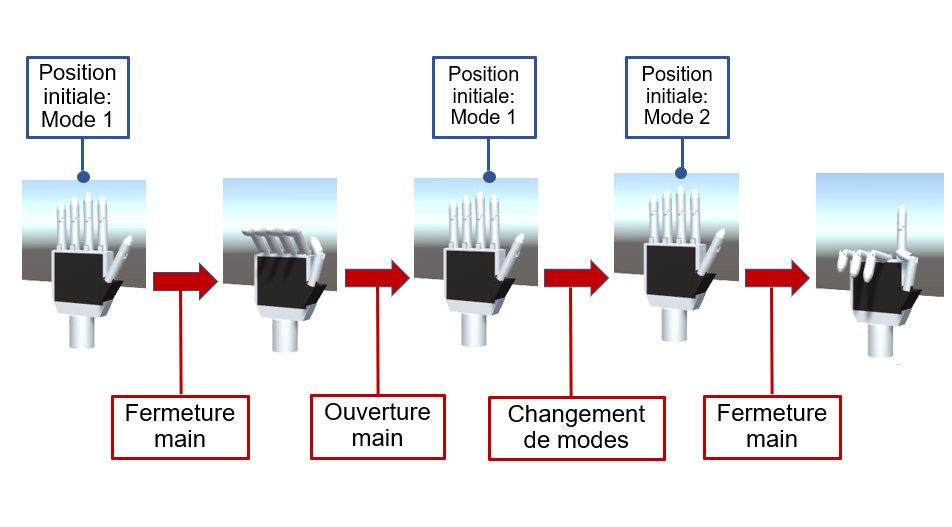 Position
initiale:
Mode 1
Position
initiale:
Mode 1
Position
initiale:
Mode 2
Fermeture
main
Ouverture
main
Changement
de modes
Fermeture
main